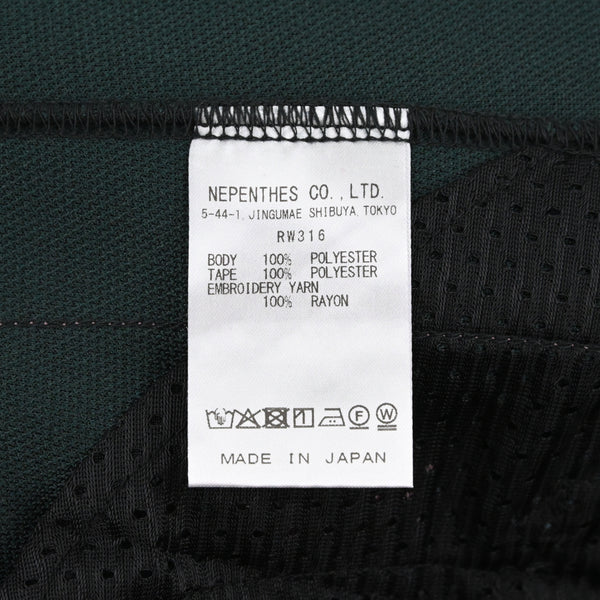 NEPENTHES CO., LTD.
5-44-1, JINGUMAE SHIBUYA, TOKYO
RW316
BODY 100% POLYESTER
TAPE 100% POLYESTER
EMBROIDERY YARN
100% RAYON
F W
MADE IN JAPAN